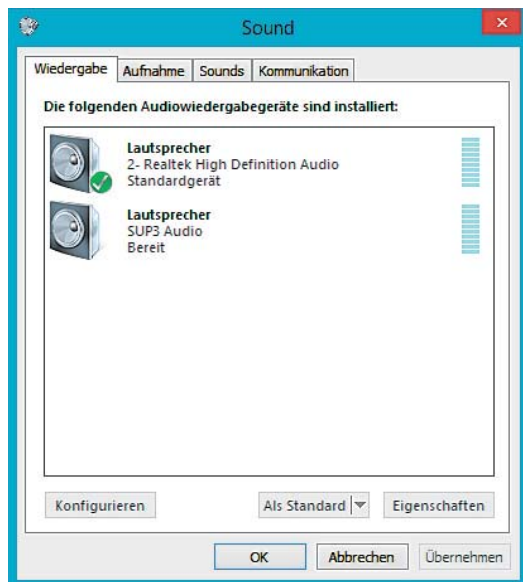 Sound
Wiedergabe Aufnahme Sounds Kommunikation
Die folgenden Audiowiedergabegeräte sind installiert:
Lautsprecher
2- Realtek High Definition Audio
Standardgerät
Lautsprecher
SUP3 Audio
Bereit
Konfigurieren Als Standard Eigenschaften
OK Abbrechen Übernehmen